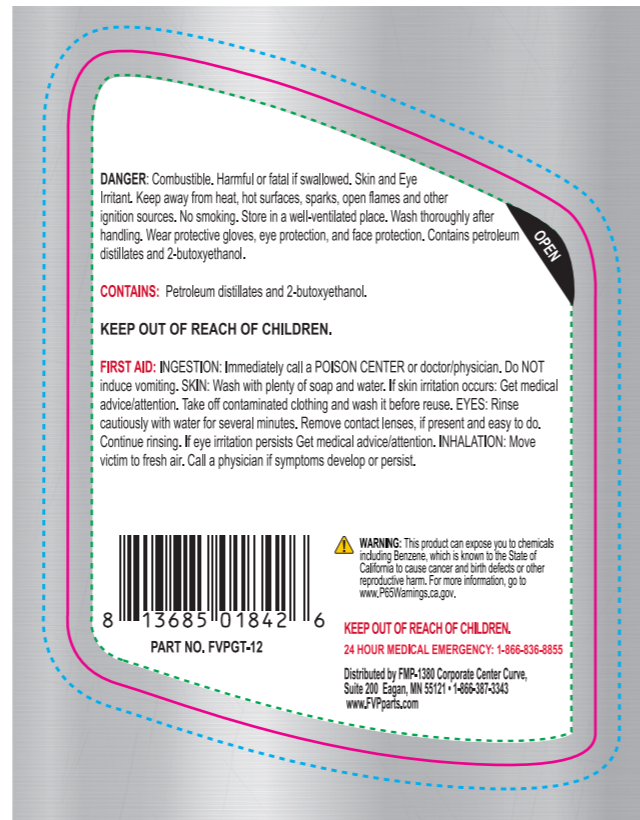 DANGER: Combustible. Harmful or fatal if swallowed. Skin and Eye
Irritant. Keep away from heat, hot surfaces, sparks, open flames and other
ignition sources. No smoking. Store in a well-ventilated place. Wash thoroughly after
handling. Wear protective gloves, eye protection, and face protection. Contains petroleum
distillates and 2-butoxyethanol.
OPEN
CONTAINS: Petroleum distillates and 2-butoxyethanol.
KEEP OUT OF REACH OF CHILDREN.
FIRST AID: INGESTION: Immediately call a POISON CENTER or doctor/physician. Do NOT
induce vomiting. SKIN: Wash with plenty of soap and water. If skin irritation occurs: Get medical
advice/attention. Take off contaminated clothing and wash it before reuse. EYES: Rinse
cautiously with water for several minutes. Remove contact lenses, if present and easy to do.
Continue rinsing. If eye irritation persists Get medical advice/attention. INHALATION: Move
victim to fresh air. Call a physician if symptoms develop or persist.
8 13685 01842 6
PART NO. FVPGT-12
WARNING: This product can expose you to chemicals
including Benzene, which is known to the State of
California to cause cancer and birth defects or other
reproductive harm. For more information, go to
www.P65Warnings.ca.gov.
KEEP OUT OF REACH OF CHILDREN.
24 HOUR MEDICAL EMERGENCY: 1-866-836-8855
Distributed by FMP-1380 Corporate Center Curve,
Suite 200 Eagan, MN 55121 • 1-866-387-3343
www.FVPparts.com